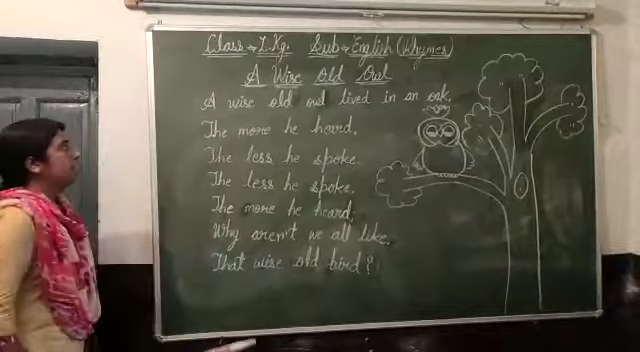 Class → L.Kg. Sub → English (Rhymes)
A Wise Old Owl
A wise old owl lived in an oak.
The more he heard.
The less he spoke.
The less he spoke.
The more he heard.
Why aren't we all like.
That wise old bird?